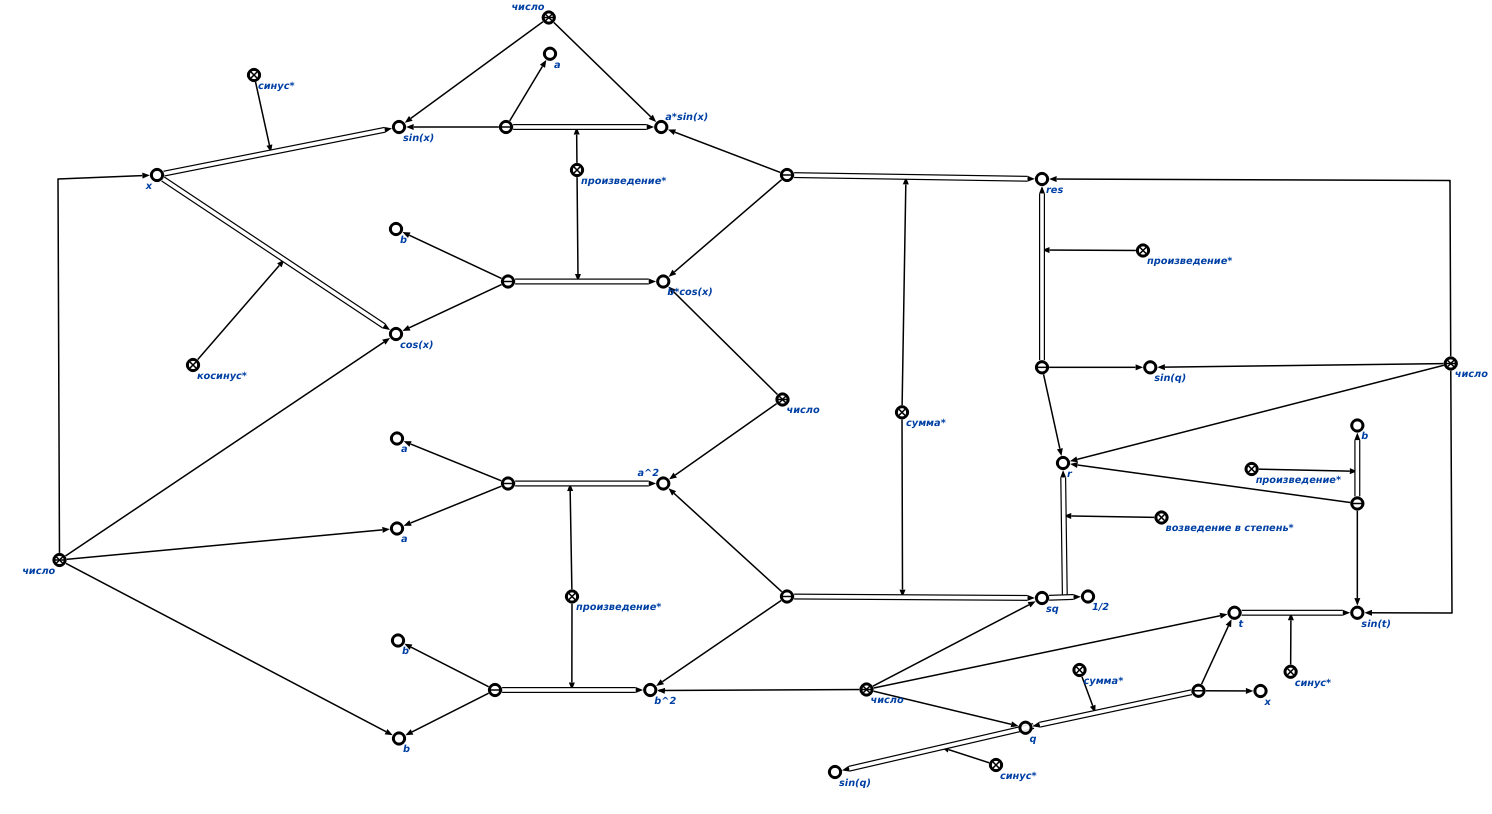 число
a
синус*
a*sin(x)
sin(x)
произведение*
x
res
b
произведение*
b*cos(x)
cos(x)
косинус*
sin(q)
число
число
сумма*
b
a
a^2
r
произведение*
возведение в степень*
a
число
произведение*
sq
1/2
t
sin(t)
b
сумма*
синус*
b^2
число
x
q
b
sin(q)
синус*